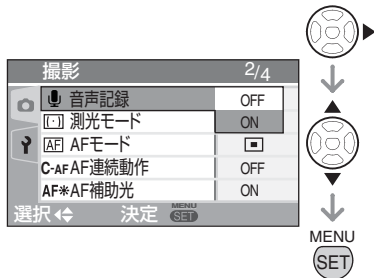 撮影 2/4
音声記録 OFF
測光モード ON
AF AFモード
C-AF AF連続動作 OFF
AF* AF補助光 ON
選択 決定 MENU SET
MENU
SET